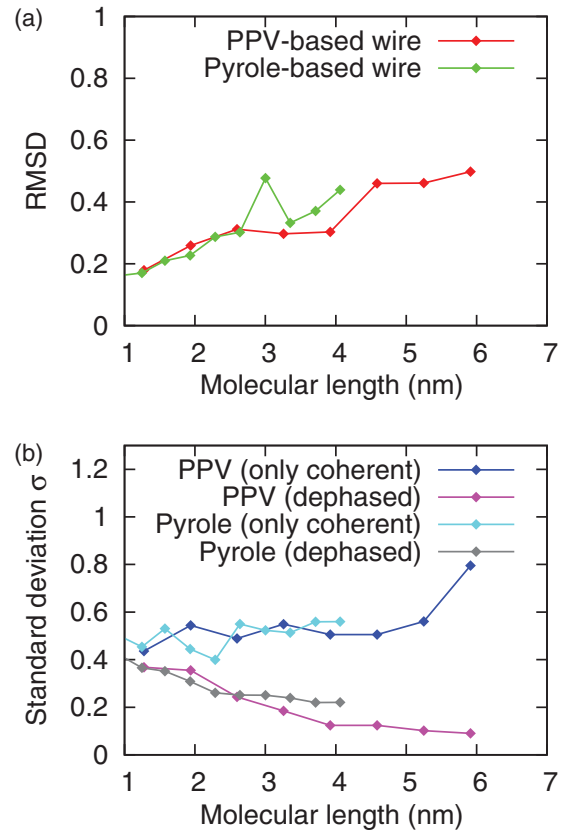 (a)
PPV-based wire
Pyrole-based wire
1
0.8
0.6
0.4
0.2
0
RMSD
1 2 3 4 5 6 7
Molecular length (nm)
(b)
PPV (only coherent)
PPV (dephased)
Pyrole (only coherent)
Pyrole (dephased)
1.2
1
0.8
0.6
0.4
0.2
0
Standard deviation σ
1 2 3 4 5 6 7
Molecular length (nm)